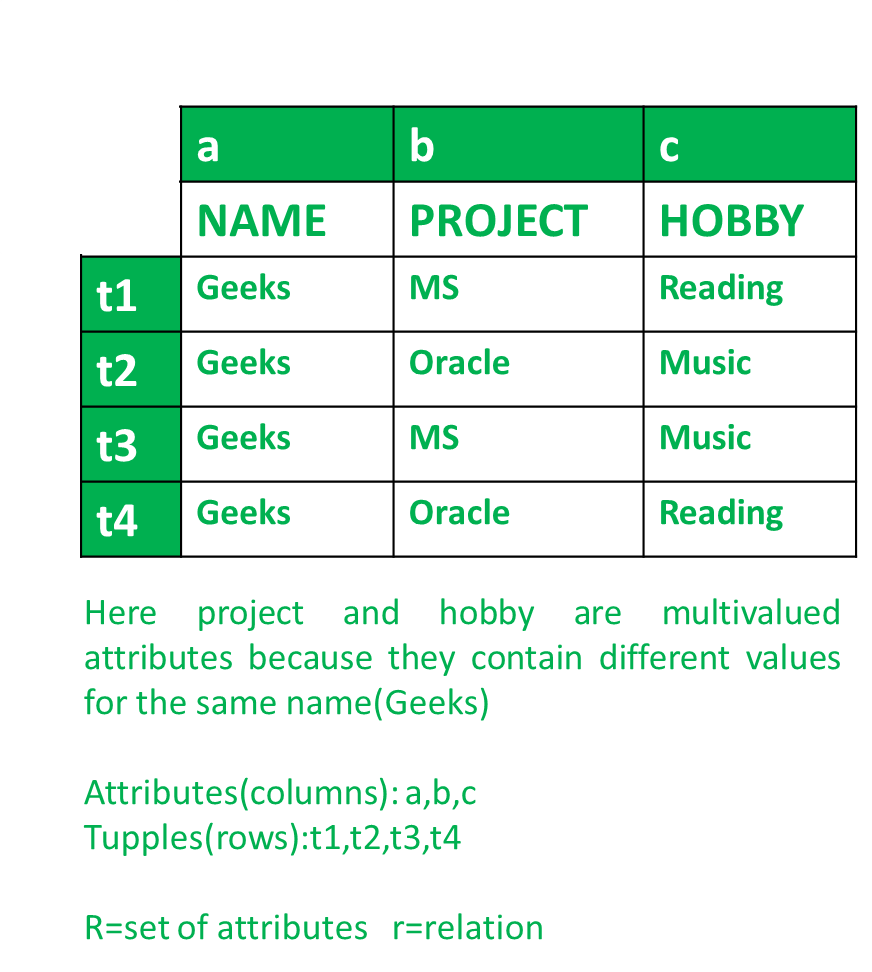 a b c
NAME PROJECT HOBBY
t1 Geeks MS Reading
t2 Geeks Oracle Music
t3 Geeks MS Music
t4 Geeks Oracle Reading
Here project and hobby are multivalued
attributes because they contain different values
for the same name(Geeks)
Attributes(columns): a,b,c
Tupples(rows):t1,t2,t3,t4
R=set of attributes r=relation